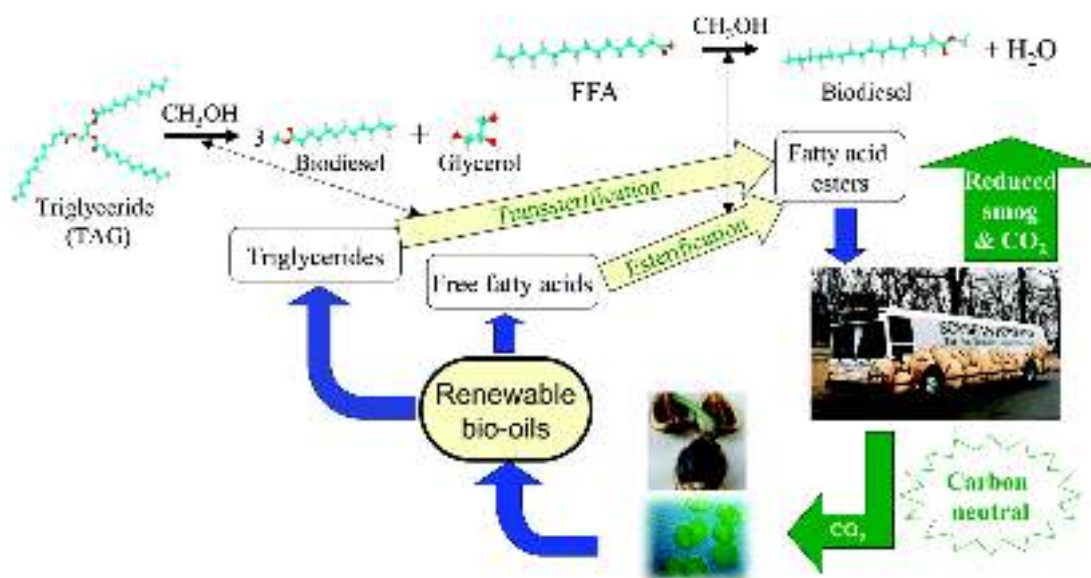 CH3OH
FFA
Biodiesel
+ H2O
CH3OH
3
+
Biodiesel
Glycerol
Triglyceride
(TAG)
Transesterification
Fatty acid
esters
Reduced
smog
& CO2
Triglycerides
Esterification
Free fatty acids
Renewable
bio-oils
Carbon
neutral
CO2